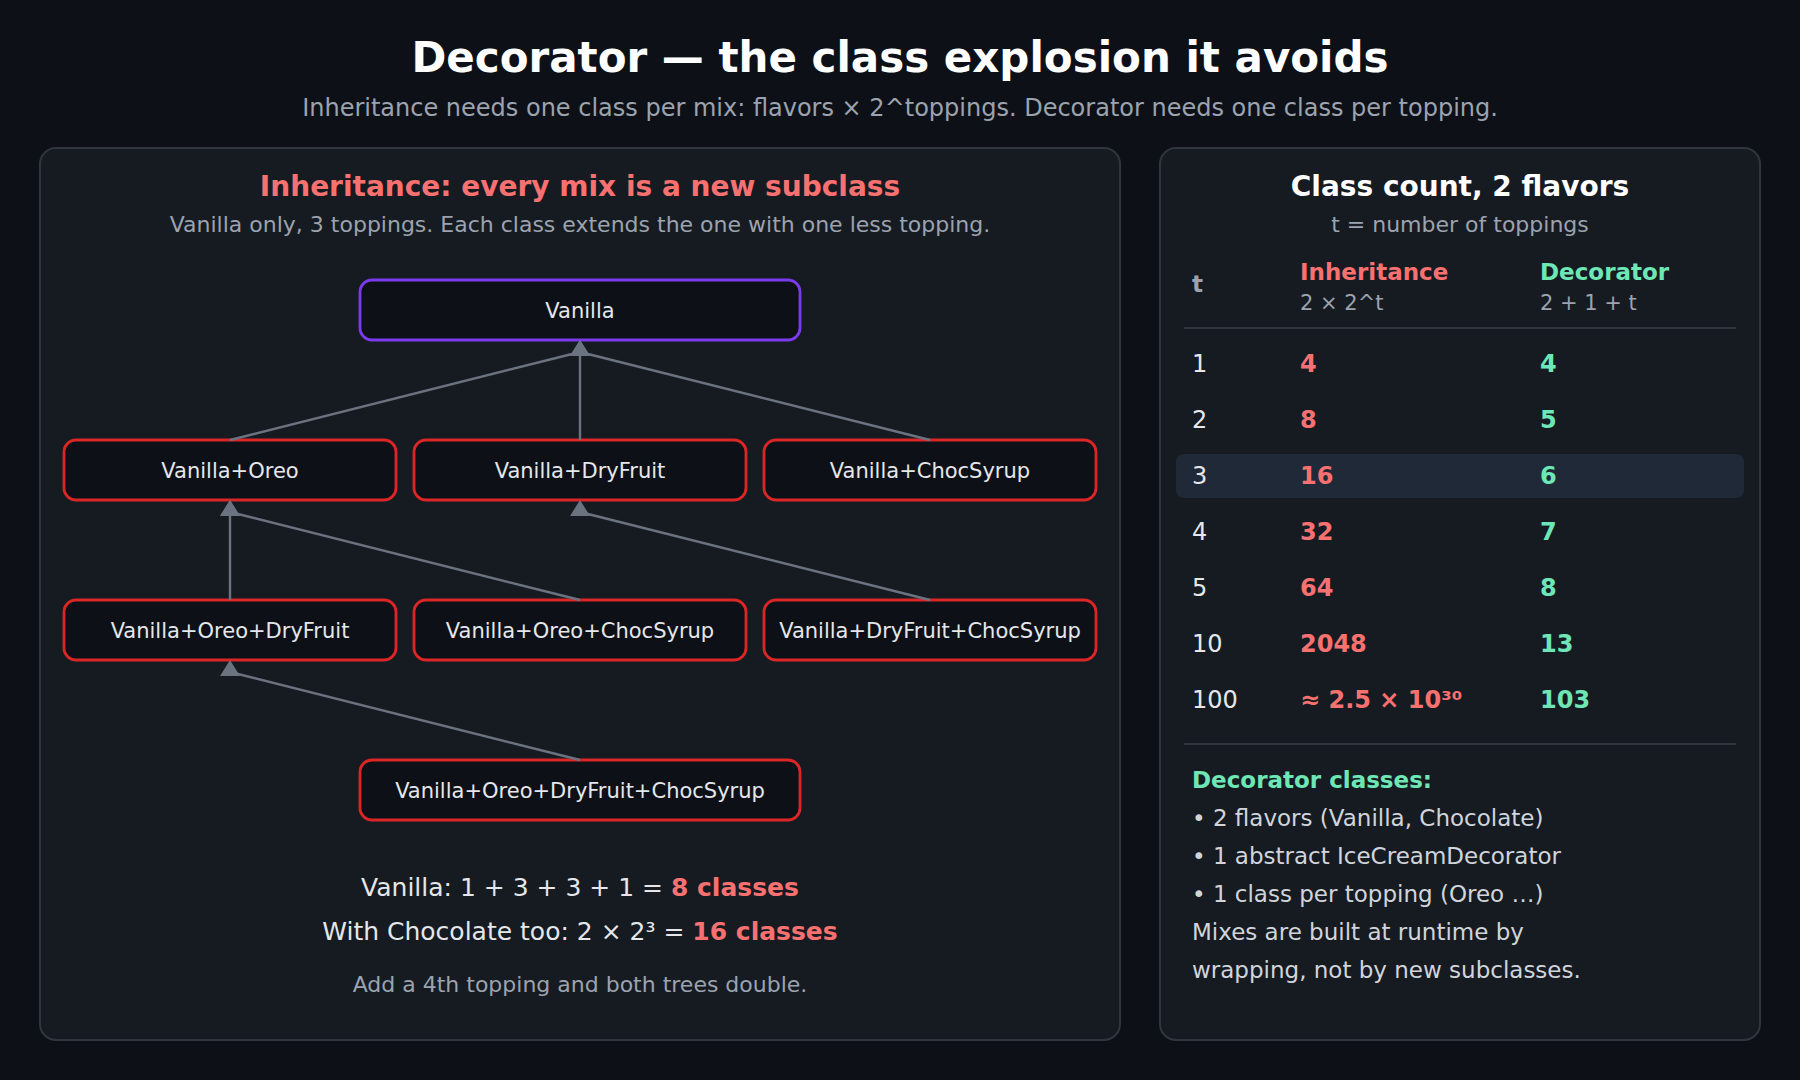 Decorator — the class explosion it avoids
Inheritance needs one class per mix: flavors × 2^toppings. Decorator needs one class per topping.
Inheritance: every mix is a new subclass
Vanilla only, 3 toppings. Each class extends the one with one less topping.
Vanilla
Vanilla+Oreo
Vanilla+DryFruit
Vanilla+ChocSyrup
Vanilla+Oreo+DryFruit
Vanilla+Oreo+ChocSyrup
Vanilla+DryFruit+ChocSyrup
Vanilla+Oreo+DryFruit+ChocSyrup
Vanilla: 1 + 3 + 3 + 1 = 8 classes
With Chocolate too: 2 × 2³ = 16 classes
Add a 4th topping and both trees double.
Class count, 2 flavors
t = number of toppings
t Inheritance Decorator
2 × 2^t 2 + 1 + t
1 4 4
2 8 5
3 16 6
4 32 7
5 64 8
10 2048 13
100 ≈ 2.5 × 10³⁰ 103
Decorator classes:
• 2 flavors (Vanilla, Chocolate)
• 1 abstract IceCreamDecorator
• 1 class per topping (Oreo …)
Mixes are built at runtime by
wrapping, not by new subclasses.